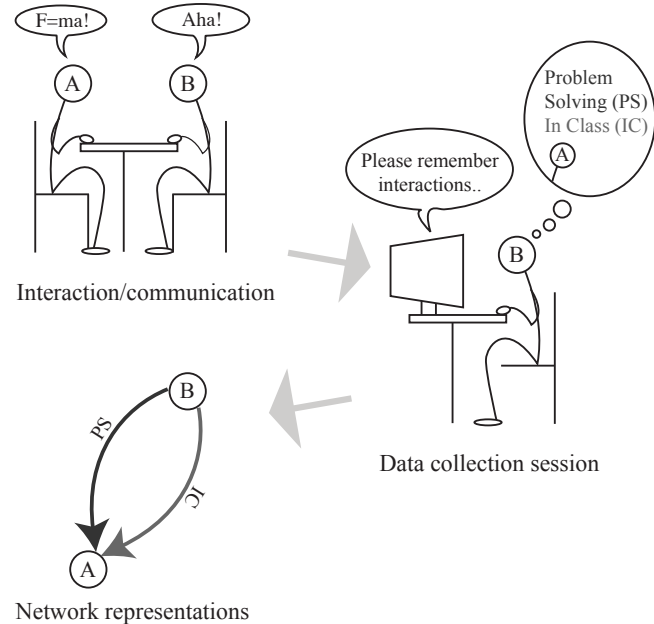 F=ma!
Aha!
A
B
Interaction/communication
Please remember
interactions..
Problem
Solving (PS)
In Class (IC)
A
B
Data collection session
B
PS
IC
A
Network representations